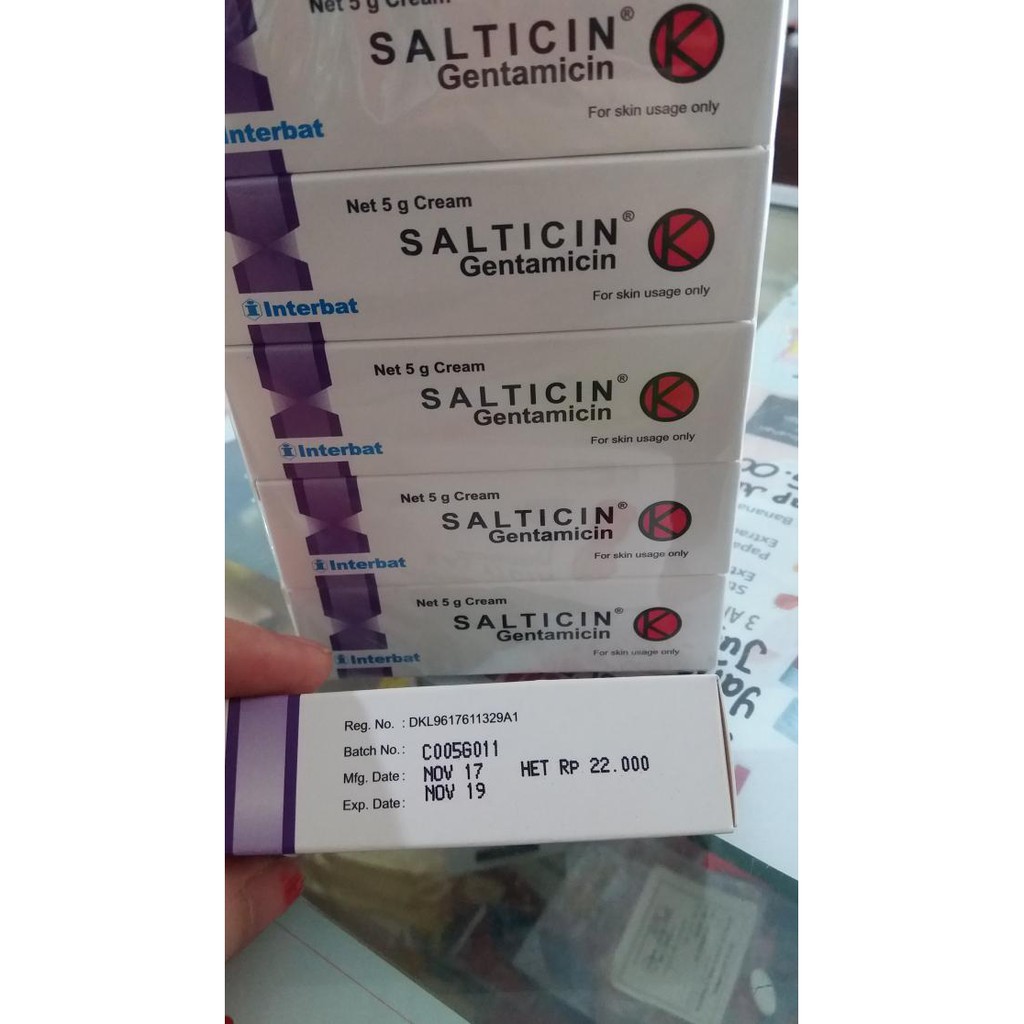 Net 5 g Cream
SALTICIN®
Gentamicin
K
For skin usage only
Interbat
Net 5 g Cream
SALTICIN®
Gentamicin
K
For skin usage only
Interbat
Net 5 g Cream
SALTICIN®
Gentamicin
K
For skin usage only
Interbat
Net 5 g Cream
SALTICIN®
Gentamicin
K
For skin usage only
Interbat
Net 5 g Cream
SALTICIN®
Gentamicin
K
For skin usage only
Interbat
Reg. No. : DKL9617611329A1
Batch No.: C0056011
Mfg. Date: NOV 17 HET RP 22.000
Exp. Date: NOV 19
Banana